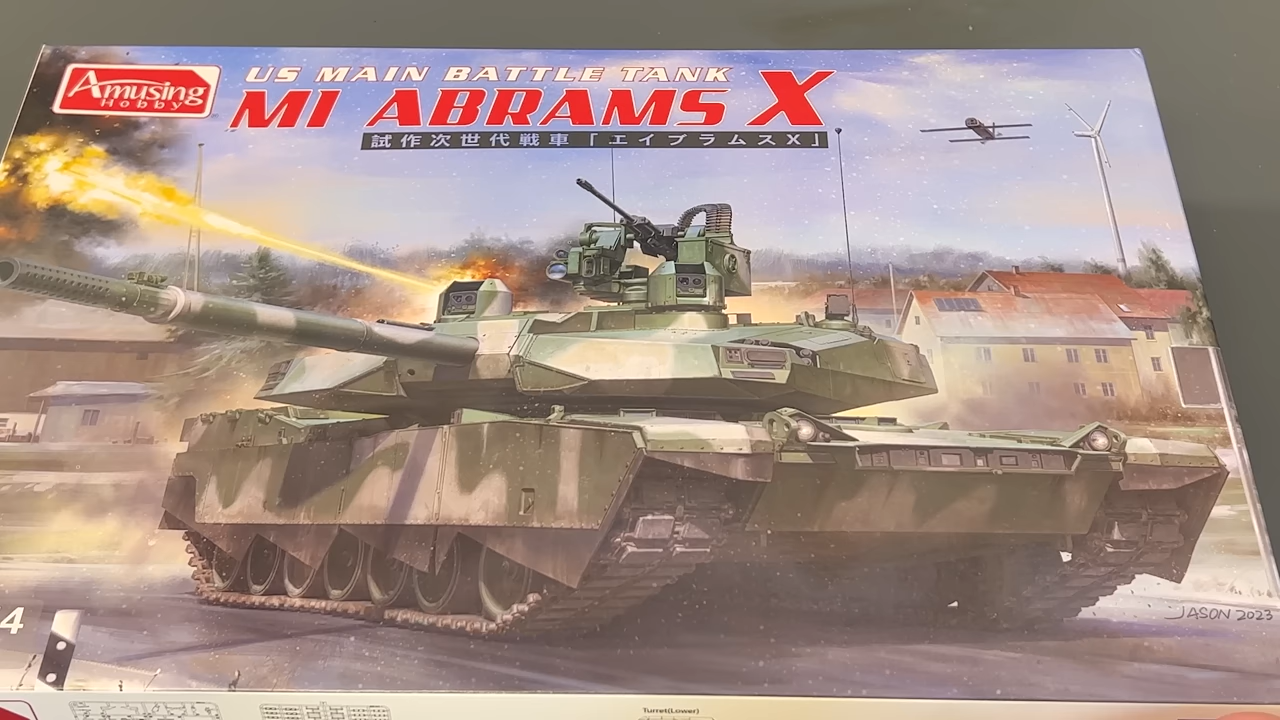 Amusing
Hobby
US MAIN BATTLE TANK
M1 ABRAMS X
試作次世代戦車「エイブラムスX」
4
JASON 2023
Turret(Lower)